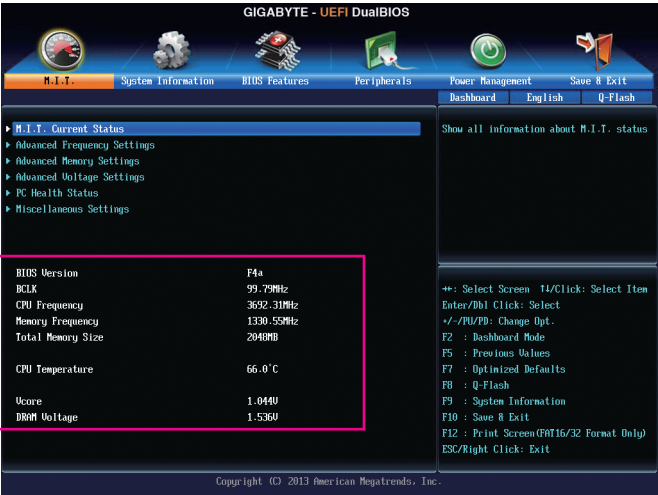 GIGABYTE - UEFI DualBIOS
M.I.T. System Information BIOS Features Peripherals Power Management Save & Exit
Dashboard English Q-Flash
M.I.T. Current Status
Advanced Frequency Settings
Advanced Memory Settings
Advanced Voltage Settings
PC Health Status
Miscellaneous Settings
Show all information about M.I.T. status
BIOS Version F4a
BCLK 99.79MHz
CPU Frequency 3692.31MHz
Memory Frequency 1330.55MHz
Total Memory Size 2048MB
CPU Temperature 66.0°C
Vcore 1.044V
DRAM Voltage 1.536V
→←: Select Screen ↑↓/Click: Select Item
Enter/Dbl Click: Select
+/-/PU/PD: Change Opt.
F2 : Dashboard Mode
F5 : Previous Values
F7 : Optimized Defaults
F8 : Q-Flash
F9 : System Information
F10 : Save & Exit
F12 : Print Screen(FAT16/32 Format Only)
ESC/Right Click: Exit
Copyright (C) 2013 American Megatrends, Inc.